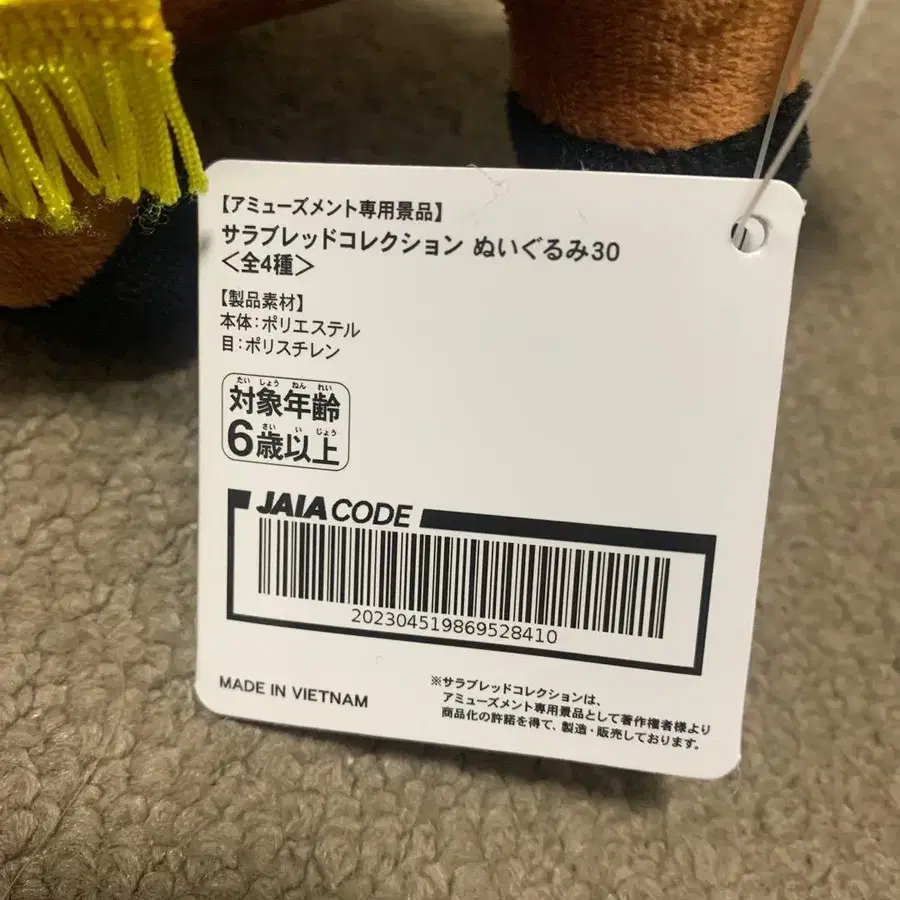 【アミューズメント専用景品】
サラブレッドコレクション ぬいぐるみ30
＜全4種＞
【製品素材】
本体：ポリエステル
目：ポリスチレン
たい しょう ねん れい
対象年齢
さい い じょう
6歳以上
JAIA CODE
202304519869528410
MADE IN VIETNAM
※サラブレッドコレクションは、
アミューズメント専用景品として著作権者様より
商品化の許諾を得て、製造・販売しております。